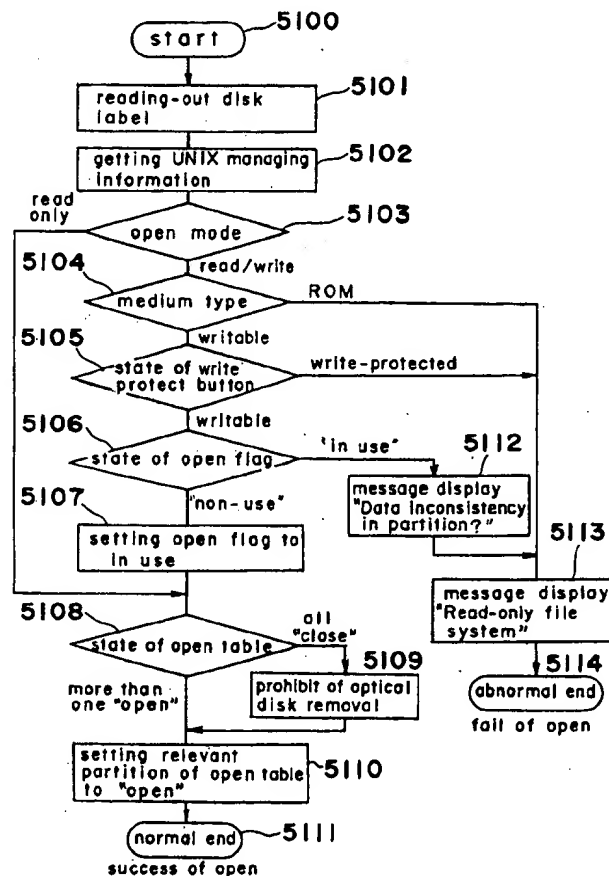 5100
start
5101
reading-out disk
label
5102
getting UNIX managing
information
read
only
5103
open mode
5104
read/write
medium type
ROM
5105
writable
state of write
protect button
write-protected
5106
writable
state of open flag
"in use"
5112
5107
"non-use"
message display
"Data inconsistency
in partition?"
setting open flag to
in use
5113
message display
"Read-only file
system"
5108
all
"close"
state of open table
5109
5114
more than
one "open"
prohibit of optical
disk removal
abnormal end
fail of open
setting relevant
partition of open table
to "open"
5110
normal end
5111
success of open